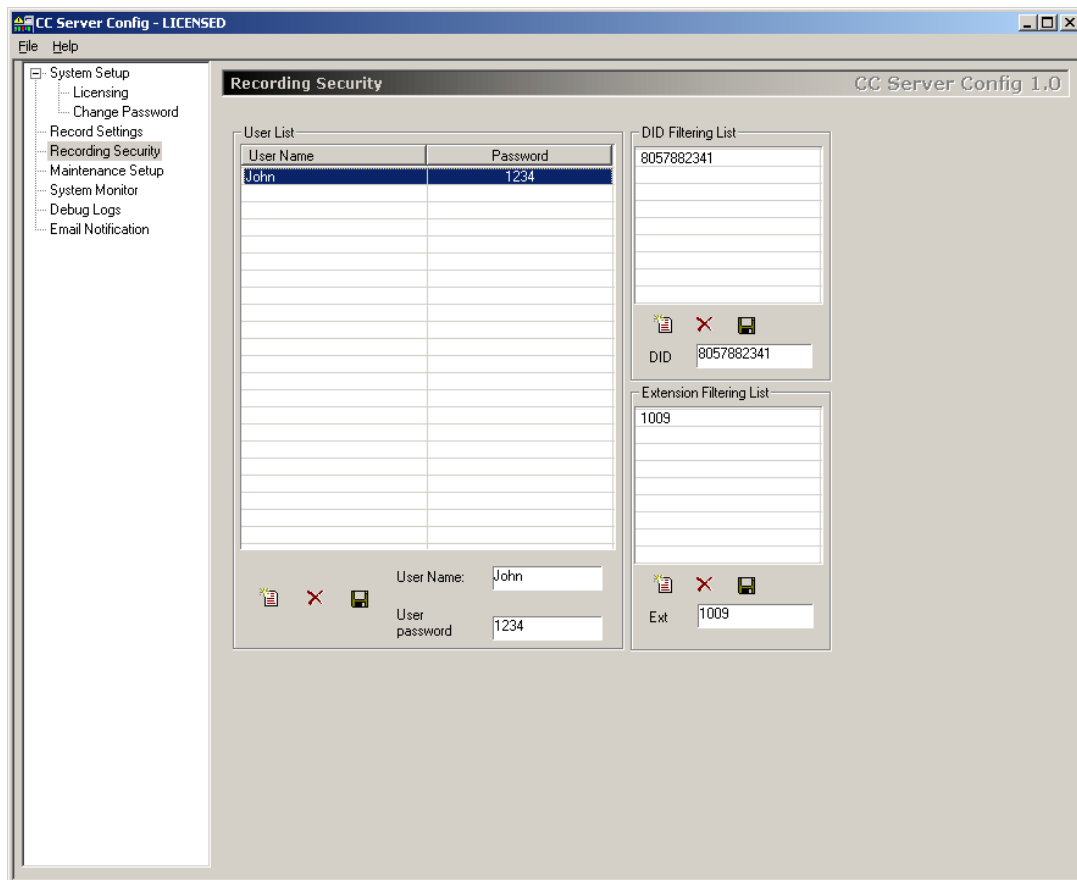 CC Server Config - LICENSED
File Help
System Setup
Licensing
Change Password
Record Settings
Recording Security
Maintenance Setup
System Monitor
Debug Logs
Email Notification
Recording Security CC Server Config 1.0
User List
User Name Password
John 1234
User Name: John
User
password 1234
DID Filtering List
8057882341
DID 8057882341
Extension Filtering List
1009
Ext 1009